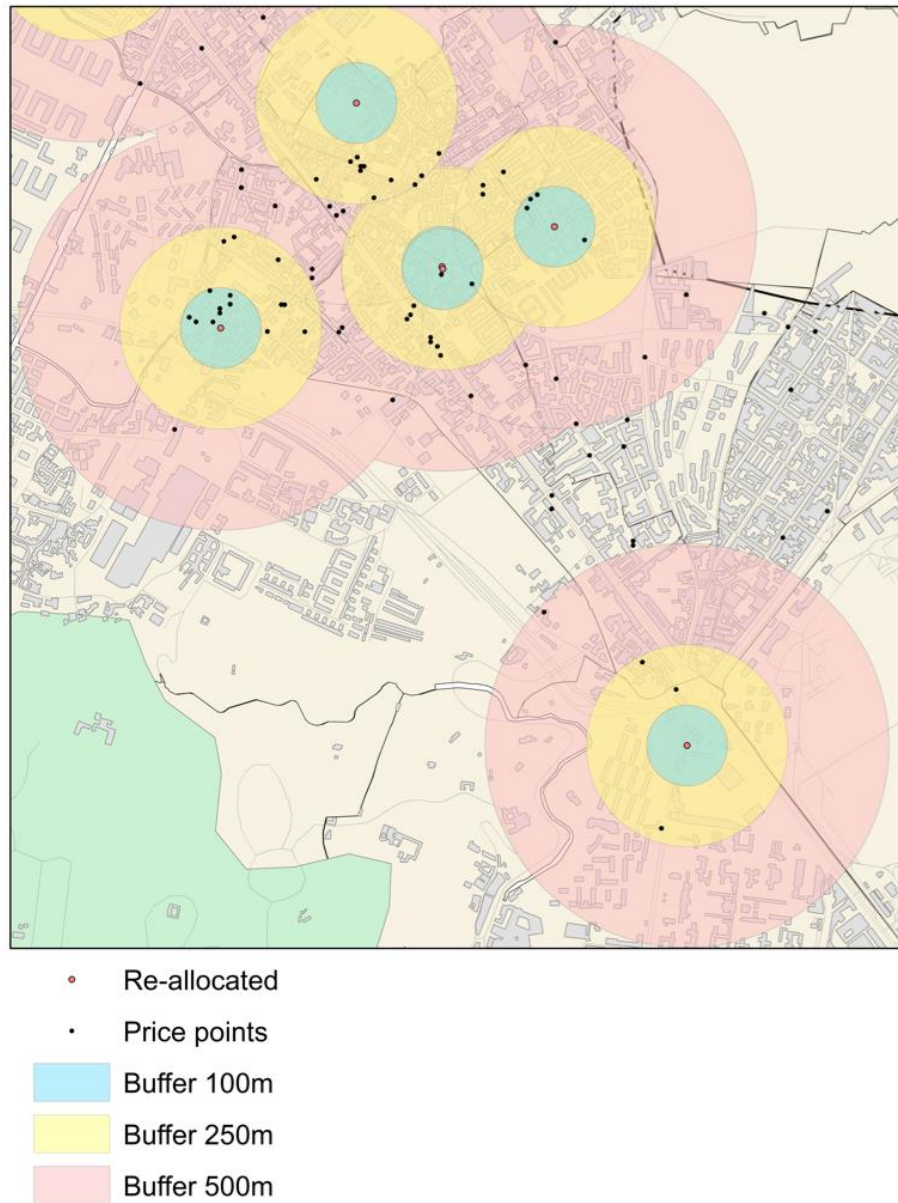 Re-allocated
Price points
Buffer 100m
Buffer 250m
Buffer 500m